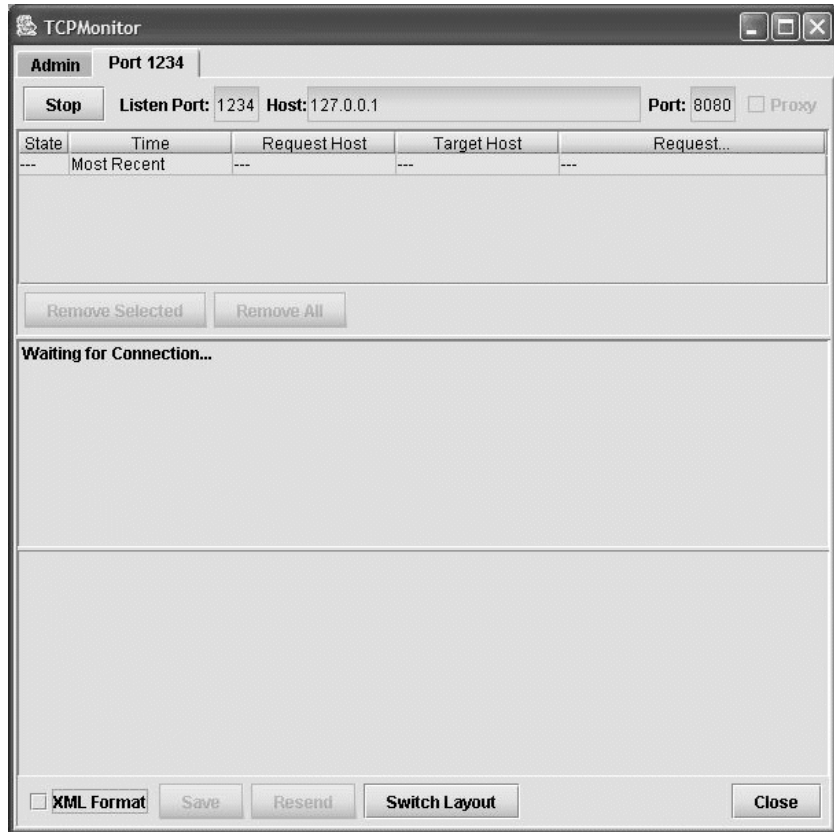 TCPMonitor
Admin Port 1234
Stop Listen Port: 1234 Host: 127.0.0.1 Port: 8080 Proxy
State Time Request Host Target Host Request...
--- Most Recent --- --- ---
Remove Selected Remove All
Waiting for Connection...
XML Format Save Resend Switch Layout Close